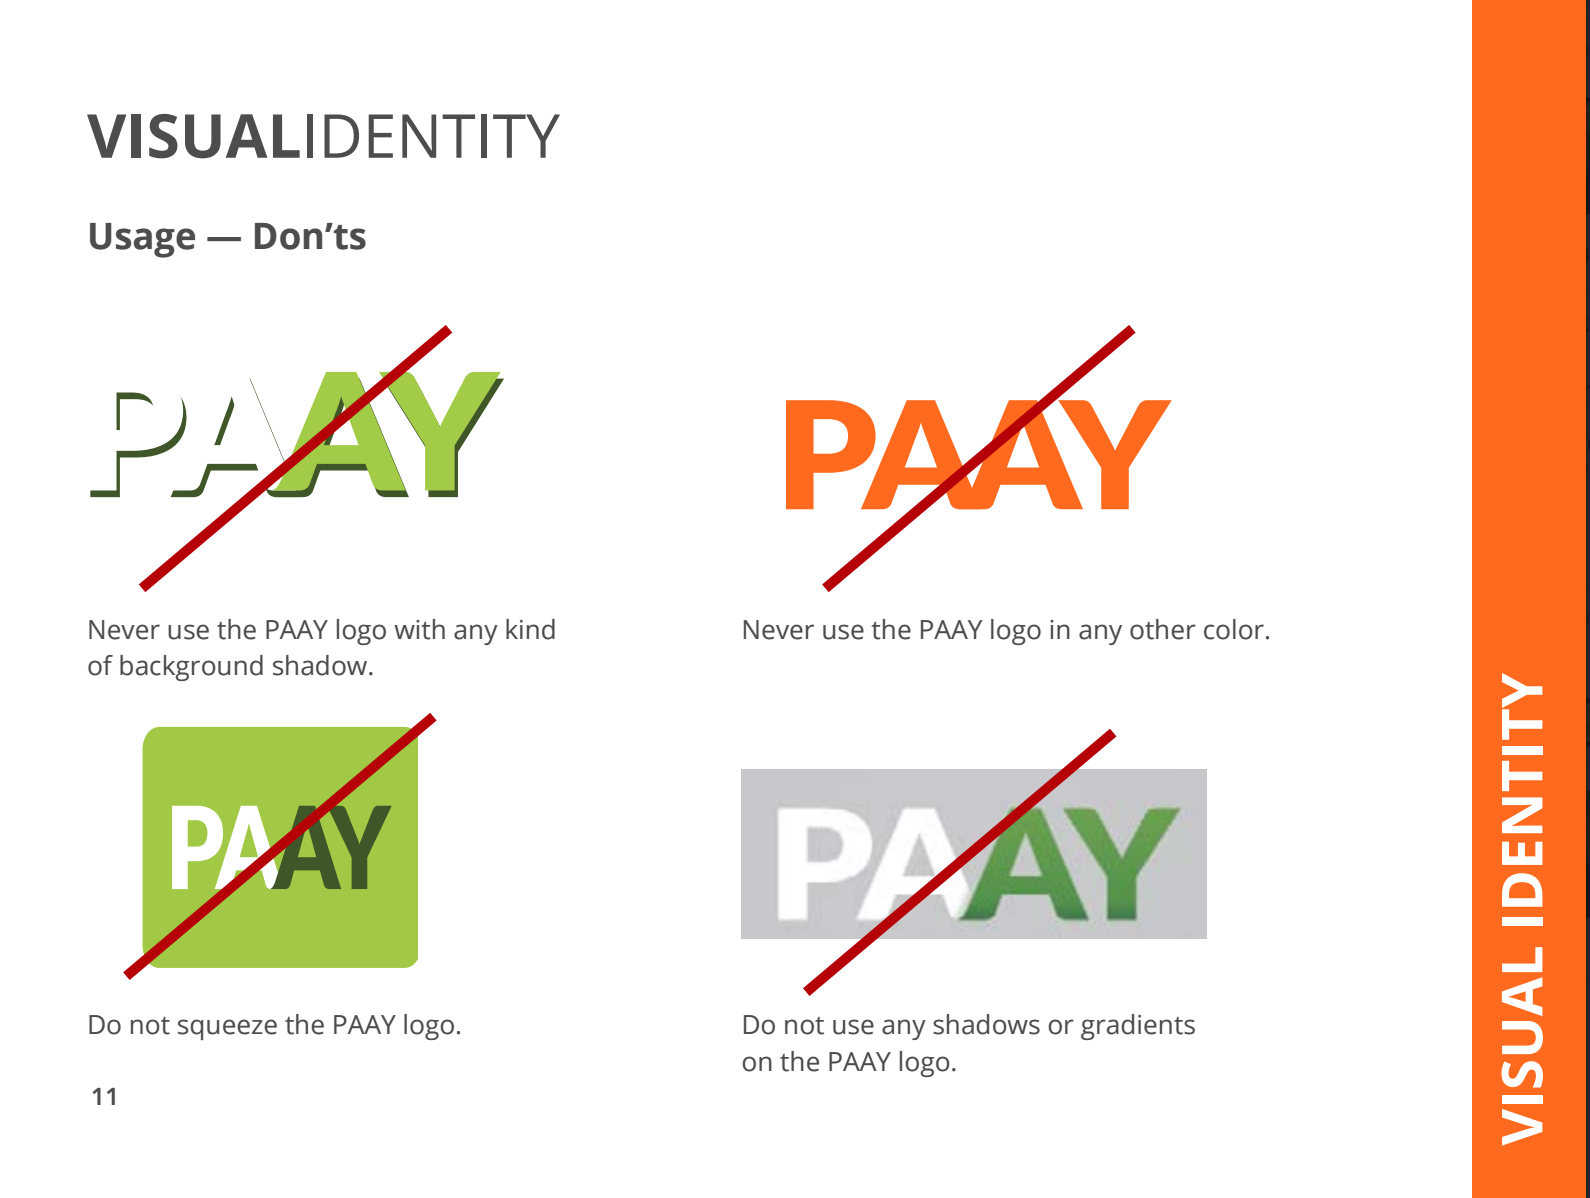 VISUALIDENTITY
Usage — Don’ts
PAAY
PAAY
Never use the PAAY logo with any kind
of background shadow.
Never use the PAAY logo in any other color.
PAAY
PAAY
Do not squeeze the PAAY logo.
Do not use any shadows or gradients
on the PAAY logo.
11
VISUAL IDENTITY